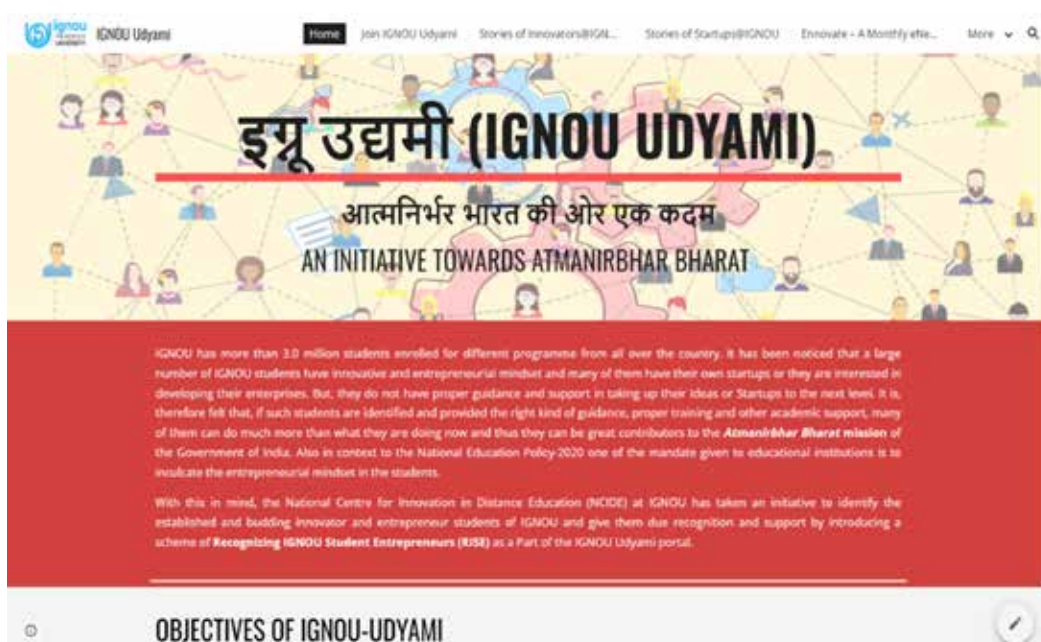 ignou
IGNOU Udyami
Home
Join IGNOU Udyami
Stories of Innovators@IGN...
Stories of Startups@IGNOU
Ennovate – A Monthly eNe...
More
इग्नू उद्यमी (IGNOU UDYAMI)
आत्मनिर्भर भारत की ओर एक कदम
AN INITIATIVE TOWARDS ATMANIRBHAR BHARAT
IGNOU has more than 3.0 million students enrolled for different programme from all over the country. It has been noticed that a large
number of IGNOU students have innovative and entrepreneurial mindset and many of them have their own startups or they are interested in
developing their enterprises. But, they do not have proper guidance and support in taking up their ideas or Startups to the next level. It is,
therefore felt that, if such students are identified and provided the right kind of guidance, proper training and other academic support, many
of them can do much more than what they are doing now and thus they can be great contributors to the Atmanirbhar Bharat mission of
the Government of India. Also in context to the National Education Policy-2020 one of the mandate given to educational institutions is to
inculcate the entrepreneurial mindset in the students.
With this in mind, the National Centre for Innovation in Distance Education (NCIDE) at IGNOU has taken an initiative to identify the
established and budding innovator and entrepreneur students of IGNOU and give them due recognition and support by introducing a
scheme of Recognizing IGNOU Student Entrepreneurs (RISE) as a Part of the IGNOU Udyami portal.
OBJECTIVES OF IGNOU-UDYAMI